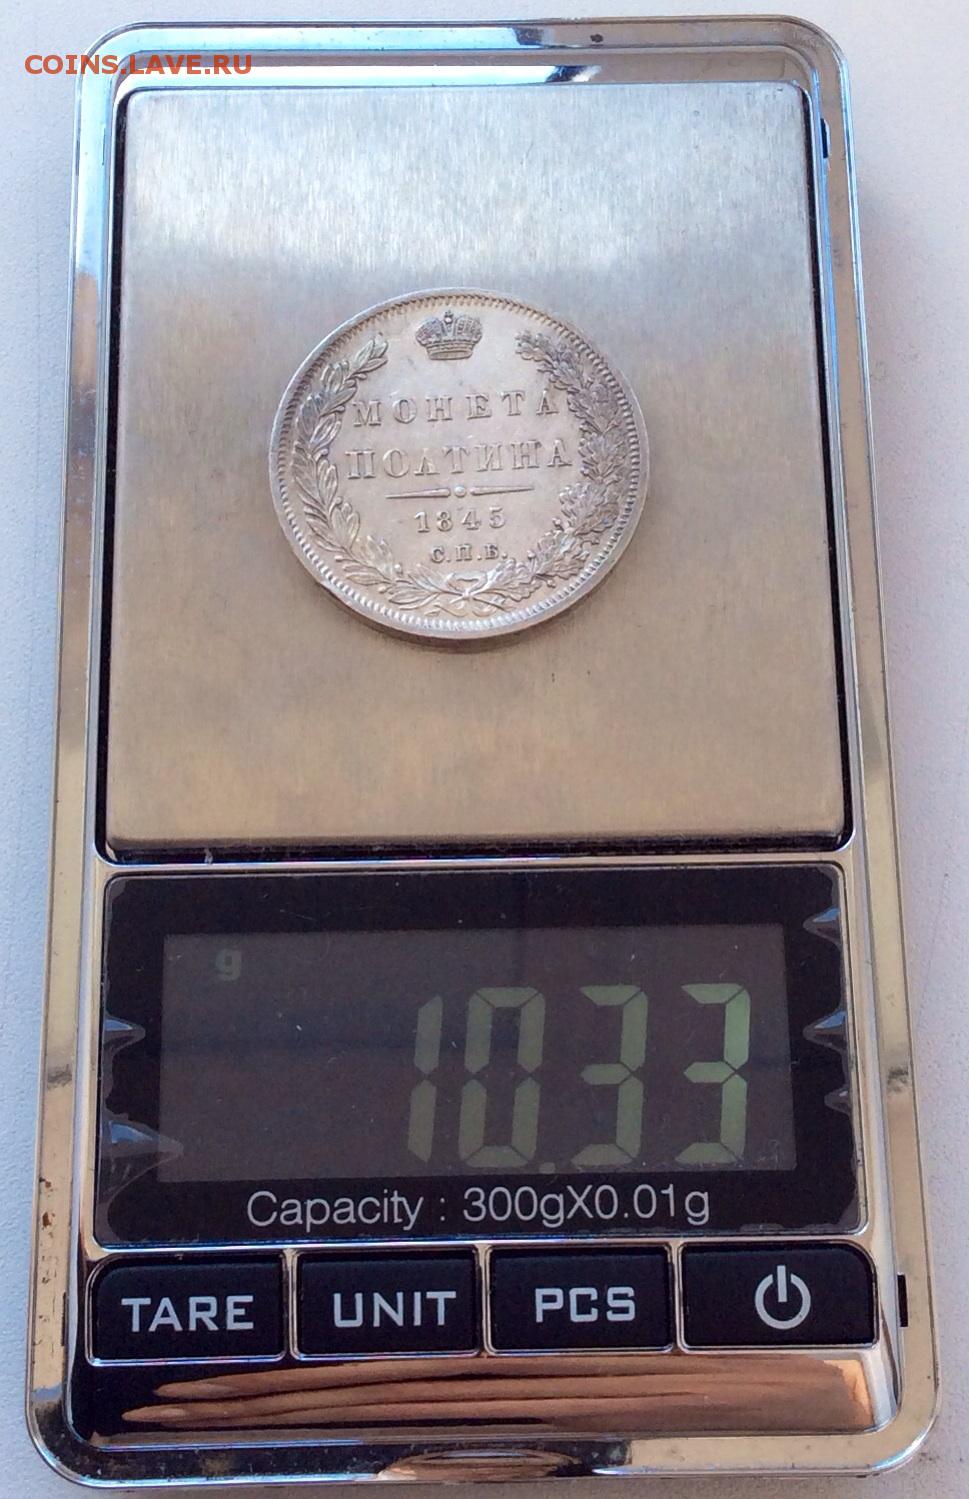 COINS.LAVE.RU
МОНЕТА
ПОЛТИНА
1845
С.П.Б.
g
10.33
Capacity : 300gX0.01g
TARE UNIT PCS